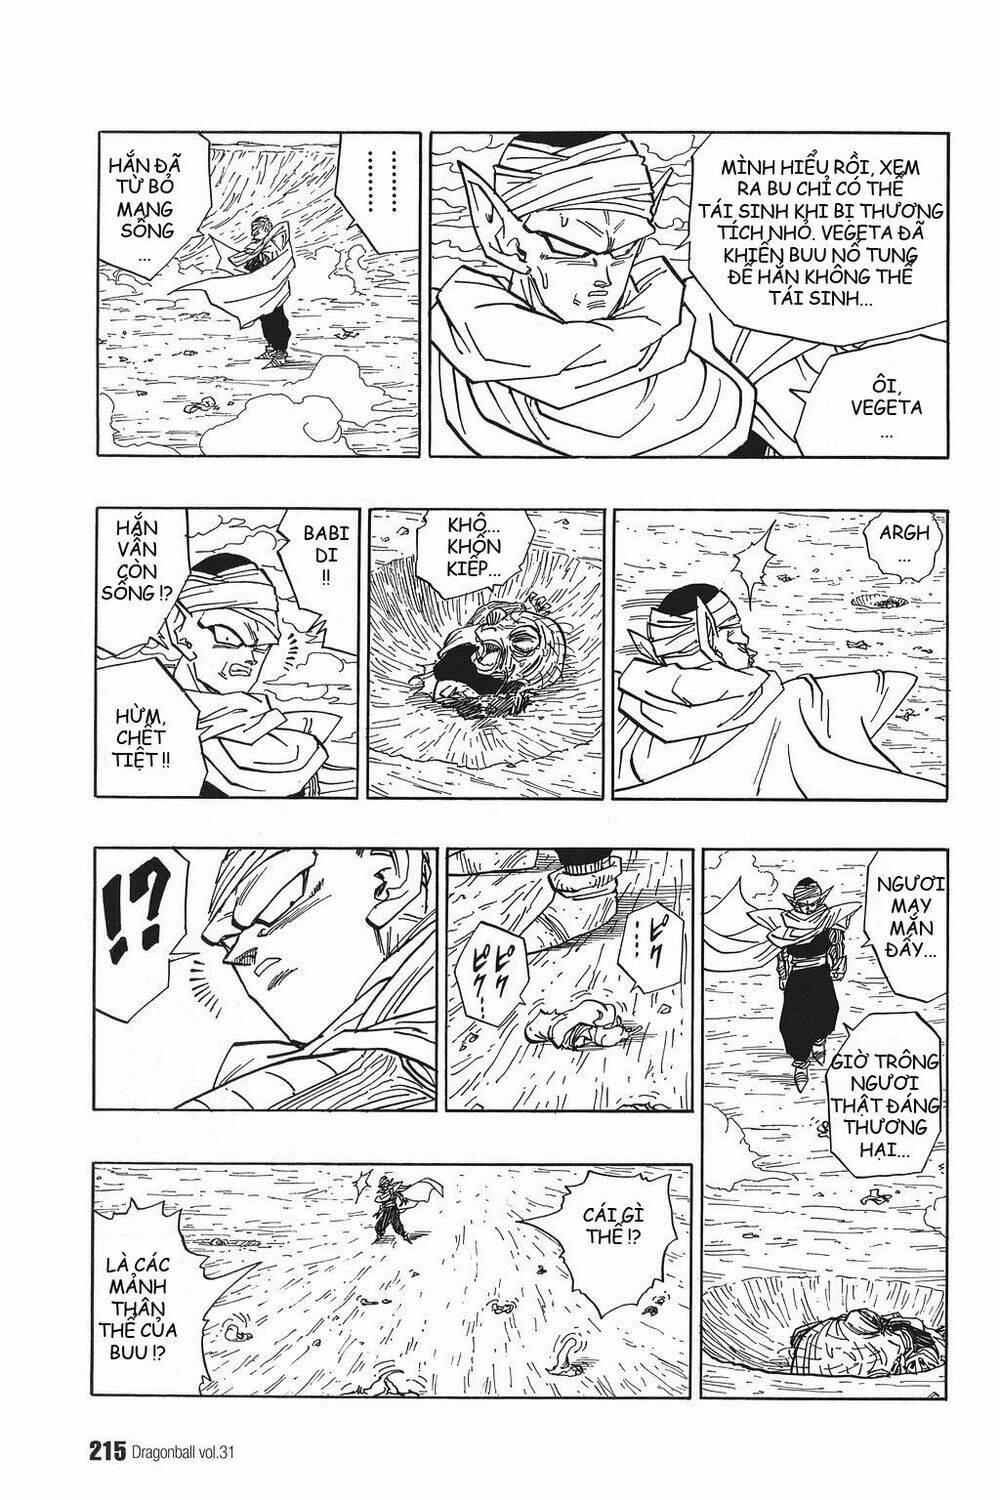 MÌNH HIỂU RỒI, XEM
RA BU CHỈ CÓ THỂ
TÁI SINH KHI BỊ THƯƠNG
TÍCH NHỎ. VEGETA ĐÃ
KHIẾN BUU NỔ TUNG
ĐỂ HẮN KHÔNG THỂ
TÁI SINH...
ÔI,
VEGETA
...
......
HẮN ĐÃ
TỪ BỎ
MẠNG
SỐNG
...
ARGH
...
KHÔ...
KHỐN
KIẾP...
BABI
DI
!!
HẮN
VẪN
CÒN
SỐNG !?
HỪM,
CHẾT
TIỆT !!
NGƯƠI
MAY
MẮN
ĐẤY...
GIỜ TRÔNG
NGƯƠI
THẬT ĐÁNG
THƯƠNG
HẠI...
ピク…
ピク…
!?
CÁI GÌ
THẾ !?
LÀ CÁC
MẢNH
THÂN
THỂ CỦA
BUU !?
215 Dragonball vol.31